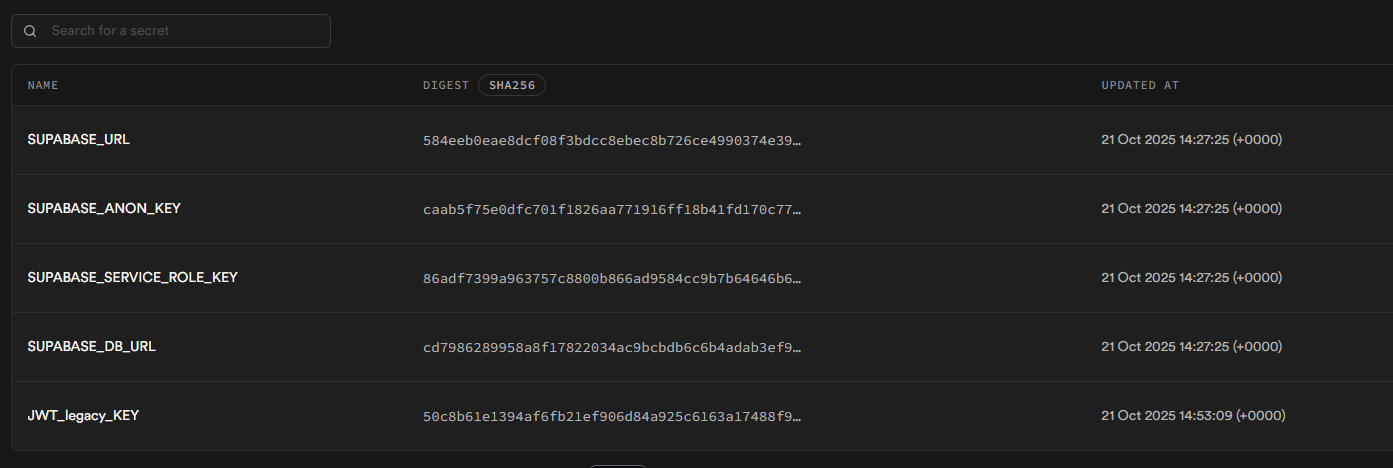 Search for a secret
NAME DIGEST SHA256 UPDATED AT
SUPABASE_URL 584eeb0eae8dcf08f3bdcc8ebec8b726ce4990374e39… 21 Oct 2025 14:27:25 (+0000)
SUPABASE_ANON_KEY caab5f75e0dfc701f1826aa771916ff18b41fd170c77… 21 Oct 2025 14:27:25 (+0000)
SUPABASE_SERVICE_ROLE_KEY 86adf7399a963757c8800b866ad9584cc9b7b64646b6… 21 Oct 2025 14:27:25 (+0000)
SUPABASE_DB_URL cd7986289958a8f17822034ac9bcbdb6c6b4adab3ef9… 21 Oct 2025 14:27:25 (+0000)
JWT_legacy_KEY 50c8b61e1394af6fb21ef906d84a925c6163a17488f9… 21 Oct 2025 14:53:09 (+0000)